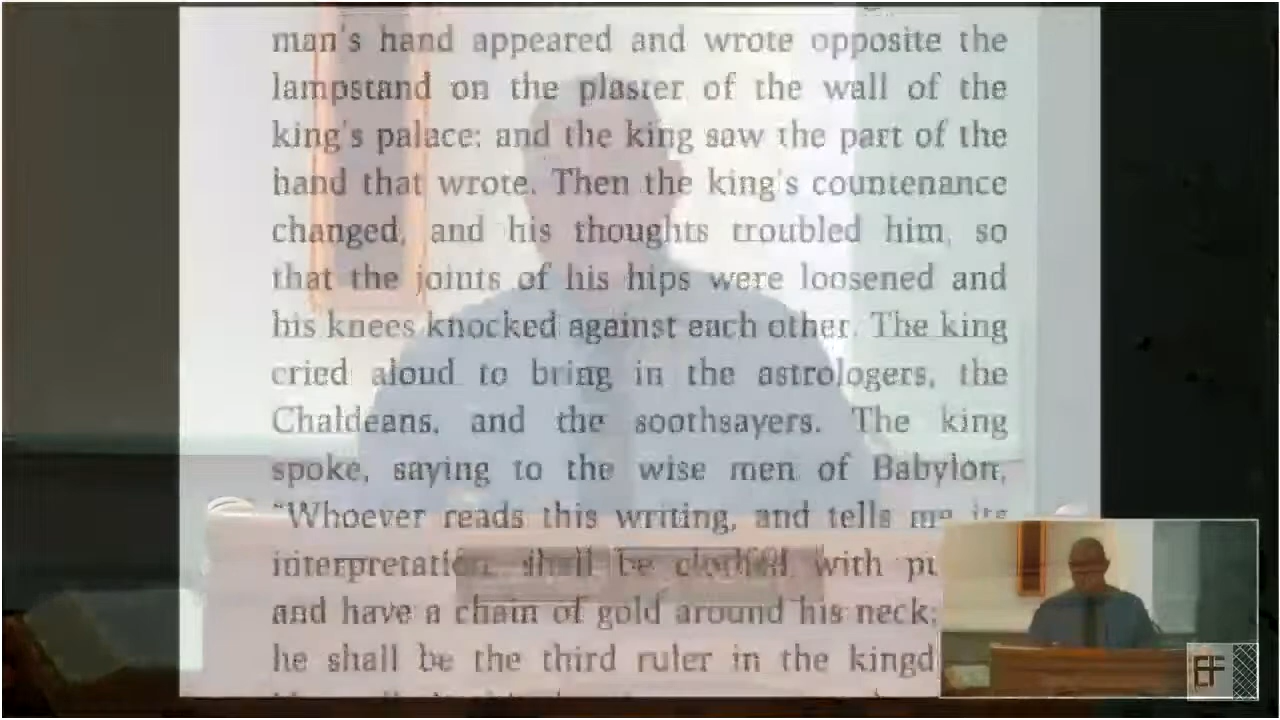 man's hand appeared and wrote opposite the
lampstand on the plaster of the wall of the
king's palace; and the king saw the part of the
hand that wrote. Then the king's countenance
changed, and his thoughts troubled him, so
that the joints of his hips were loosened and
his knees knocked against each other. The king
cried aloud to bring in the astrologers, the
Chaldeans, and the soothsayers. The king
spoke, saying to the wise men of Babylon,
"Whoever reads this writing, and tells me its
interpretation, shall be clothed with pu
and have a chain of gold around his neck;
he shall be the third ruler in the kingd